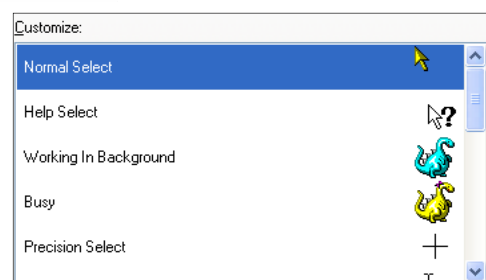 Customize:
Normal Select
Help Select
Working In Background
Busy
Precision Select